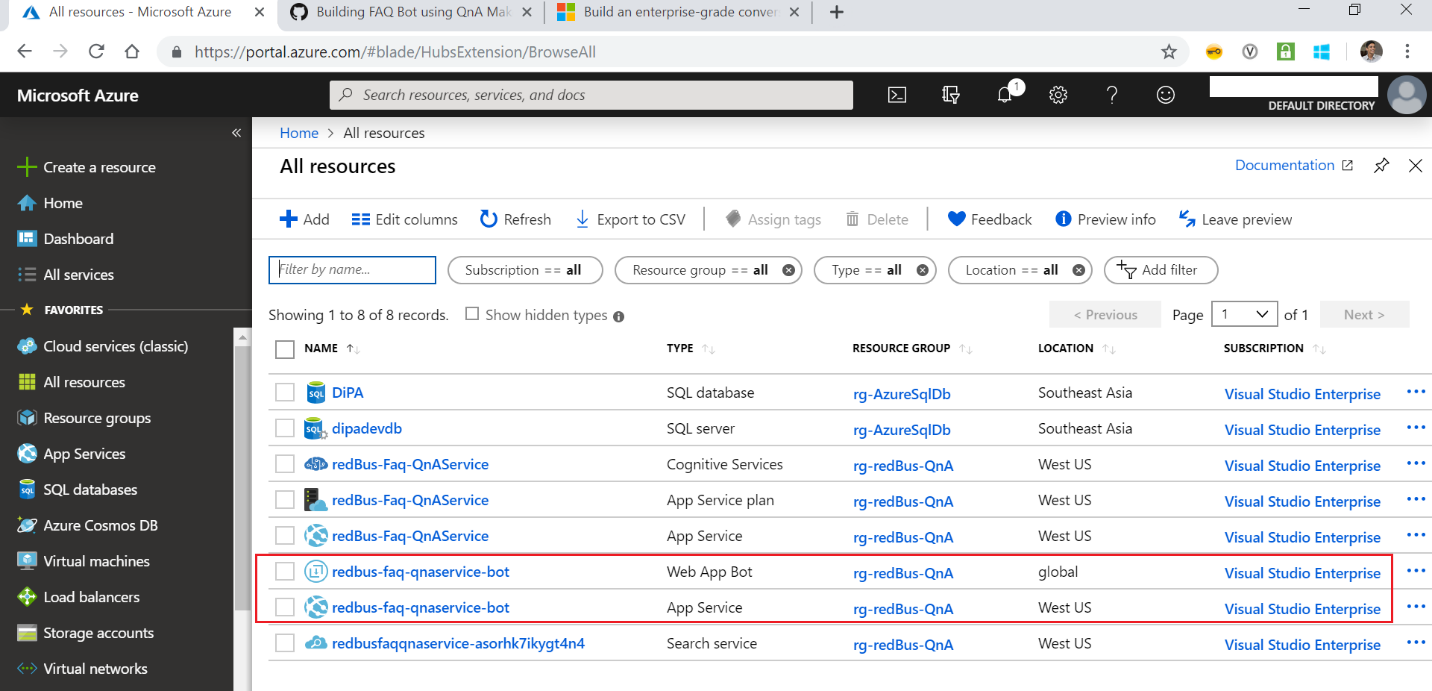 All resources - Microsoft Azure Building FAQ Bot using QnA Mak Build an enterprise-grade conver
https://portal.azure.com/#blade/HubsExtension/BrowseAll
Microsoft Azure Search resources, services, and docs 1 DEFAULT DIRECTORY
« Home > All resources
Create a resource
Home
Dashboard
All services
FAVORITES
Cloud services (classic)
All resources
Resource groups
App Services
SQL databases
Azure Cosmos DB
Virtual machines
Load balancers
Storage accounts
Virtual networks
All resources Documentation
Add Edit columns Refresh Export to CSV Assign tags Delete Feedback Preview info Leave preview
Filter by name... Subscription == all Resource group == all Type == all Location == all Add filter
Showing 1 to 8 of 8 records. Show hidden types < Previous Page 1 of 1 Next >
NAME TYPE RESOURCE GROUP LOCATION SUBSCRIPTION
DiPA SQL database rg-AzureSqlDb Southeast Asia Visual Studio Enterprise
dipadevdb SQL server rg-AzureSqlDb Southeast Asia Visual Studio Enterprise
redBus-Faq-QnAService Cognitive Services rg-redBus-QnA West US Visual Studio Enterprise
redBus-Faq-QnAService App Service plan rg-redBus-QnA West US Visual Studio Enterprise
redBus-Faq-QnAService App Service rg-redBus-QnA West US Visual Studio Enterprise
redbus-faq-qnaservice-bot Web App Bot rg-redBus-QnA global Visual Studio Enterprise
redbus-faq-qnaservice-bot App Service rg-redBus-QnA West US Visual Studio Enterprise
redbusfaqqnaservice-asorhk7ikygt4n4 Search service rg-redBus-QnA West US Visual Studio Enterprise